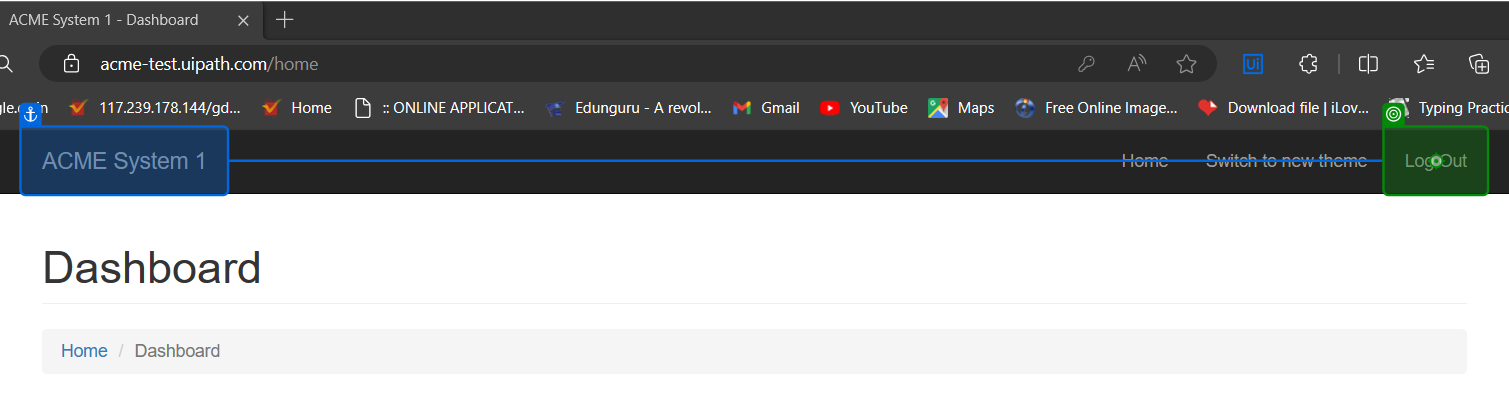 ACME System 1 - Dashboard
acme-test.uipath.com/home
117.239.178.144/gd... Home :: ONLINE APPLICAT... Edunguru - A revol... Gmail YouTube Maps Free Online Image... Download file | iLov... Typing Practic
ACME System 1 Home Switch to new theme Log Out
Dashboard
Home / Dashboard